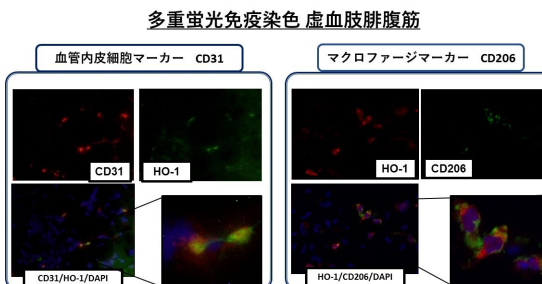 多重蛍光免疫染色 虚血肢腓腹筋
血管内皮細胞マーカー CD31
マクロファージマーカー CD206
CD31
HO-1
HO-1
CD206
CD31/HO-1/DAPI
HO-1/CD206/DAPI